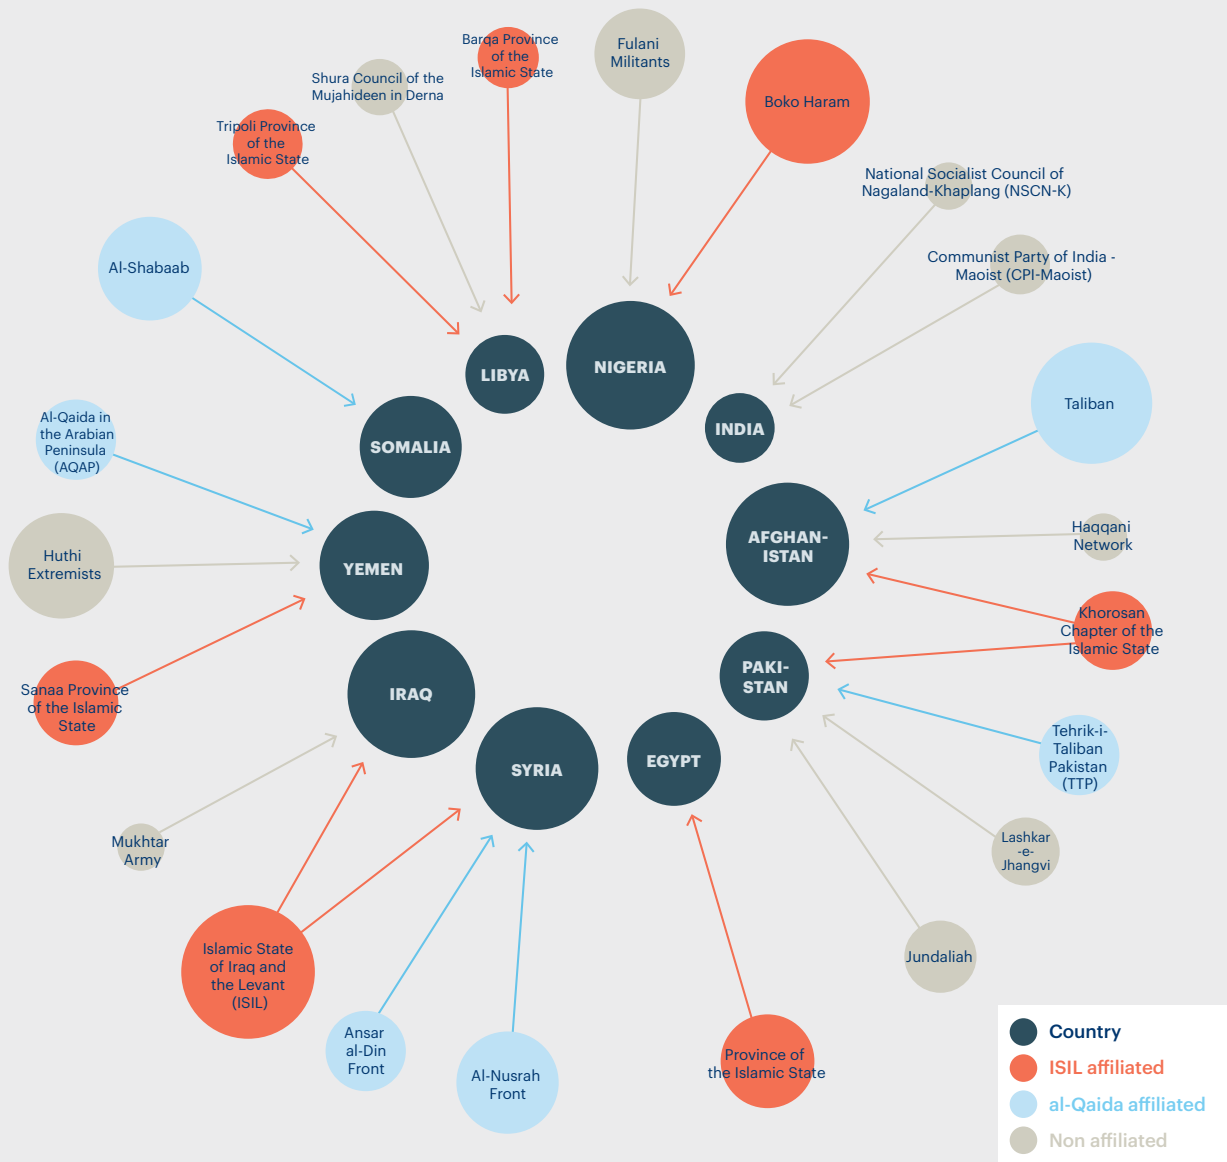 Barqa Province
of the
Islamic State
Fulani
Militants
Boko Haram
Shura Council of the
Mujahideen in Derna
Tripoli Province
of the
Islamic State
National Socialist Council of
Nagaland-Khaplang (NSCN-K)
Communist Party of India -
Maoist (CPI-Maoist)
Al-Shabaab
LIBYA
NIGERIA
INDIA
Taliban
SOMALIA
Al-Qaida in
the Arabian
Peninsula
(AQAP)
Huthi
Extremists
YEMEN
AFGHAN-
ISTAN
Haqqani
Network
Khorosan
Chapter of the
Islamic State
Sanaa Province
of the Islamic
State
IRAQ
PAKI-
STAN
SYRIA
EGYPT
Tehrik-i-
Taliban
Pakistan
(TTP)
Mukhtar
Army
Lashkar
-e-
Jhangvi
Islamic State
of Iraq and
the Levant
(ISIL)
Jundaliah
Ansar
al-Din
Front
Al-Nusrah
Front
Province of
the Islamic State
Country
ISIL affiliated
al-Qaida affiliated
Non affiliated